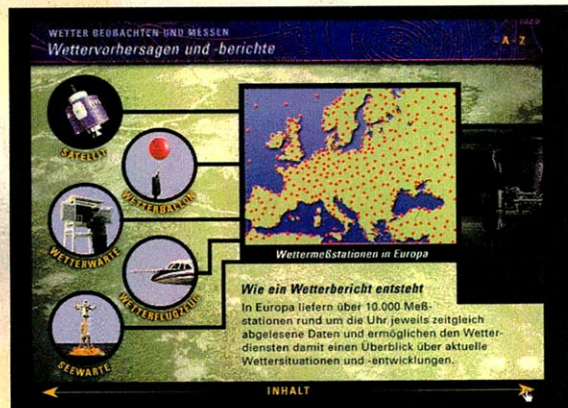 WETTER BEOBACHTEN UND MESSEN
Wettervorhersagen und -berichte
A - Z
SATELLIT
WETTERBALLON
WETTERWARTE
WETTERFLUGZEUG
SEEWARTE
Wettermeßstationen in Europa
Wie ein Wetterbericht entsteht
In Europa liefern über 10.000 Meß-
stationen rund um die Uhr jeweils zeitgleich
abgelesene Daten und ermöglichen den Wetter-
diensten damit einen Überblick über aktuelle
Wettersituationen und -entwicklungen.
INHALT